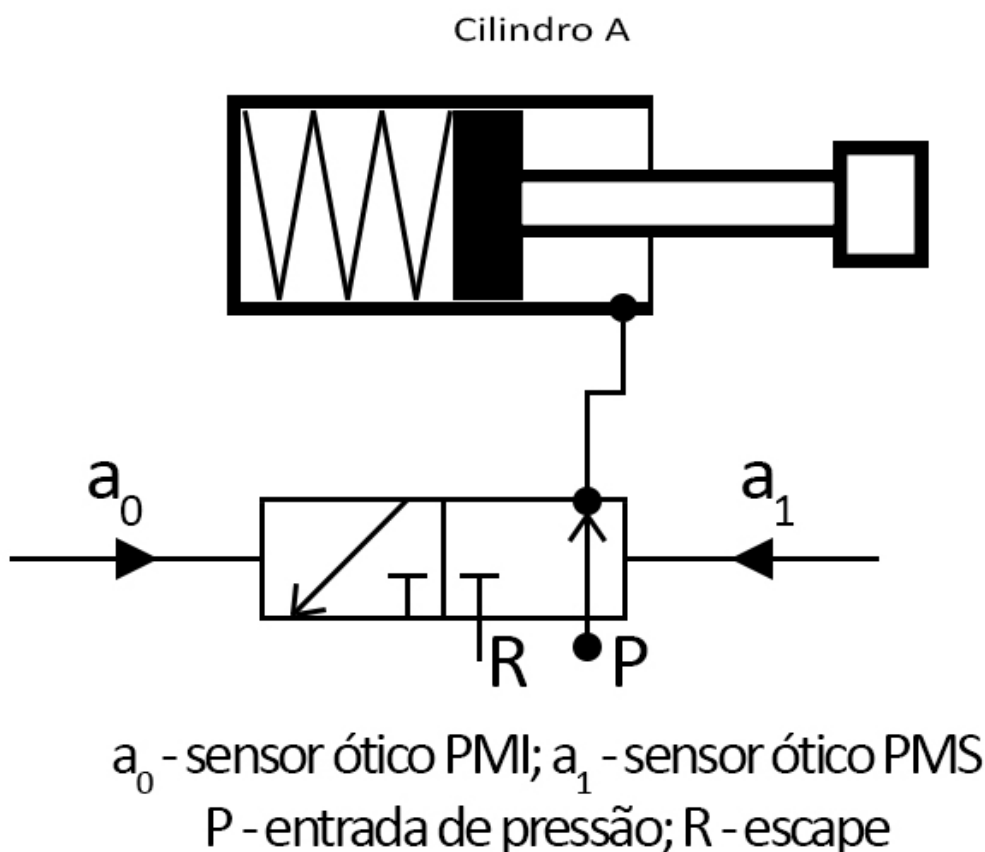 Cilindro A
a₀
a₁
R
P
a₀ - sensor ótico PMI; a₁ - sensor ótico PMS
P - entrada de pressão; R - escape